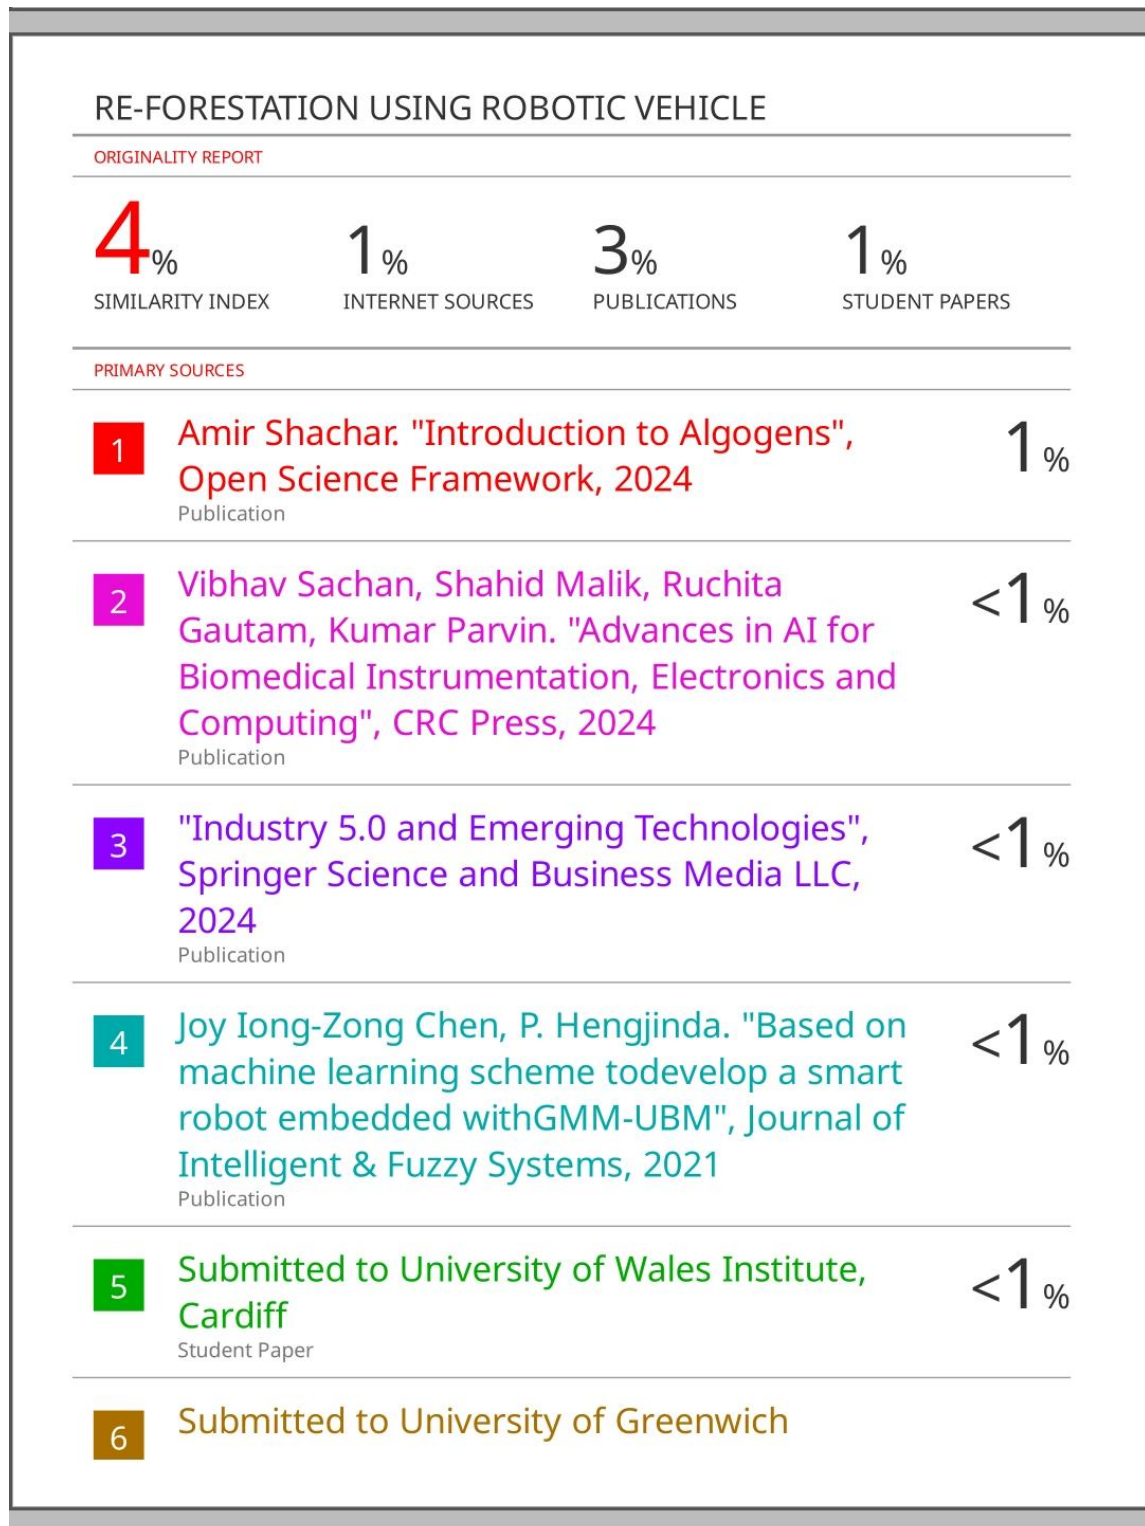 RE-FORESTATION USING ROBOTIC VEHICLE
ORIGINALITY REPORT
4% 1% 3% 1%
SIMILARITY INDEX INTERNET SOURCES PUBLICATIONS STUDENT PAPERS
PRIMARY SOURCES
1 Amir Shachar. "Introduction to Algogens", 1%
Open Science Framework, 2024
Publication
2 Vibhav Sachan, Shahid Malik, Ruchita <1%
Gautam, Kumar Parvin. "Advances in AI for
Biomedical Instrumentation, Electronics and
Computing", CRC Press, 2024
Publication
3 "Industry 5.0 and Emerging Technologies", <1%
Springer Science and Business Media LLC,
2024
Publication
4 Joy Iong-Zong Chen, P. Hengjinda. "Based on <1%
machine learning scheme todevelop a smart
robot embedded withGMM-UBM", Journal of
Intelligent & Fuzzy Systems, 2021
Publication
5 Submitted to University of Wales Institute, <1%
Cardiff
Student Paper
6 Submitted to University of Greenwich